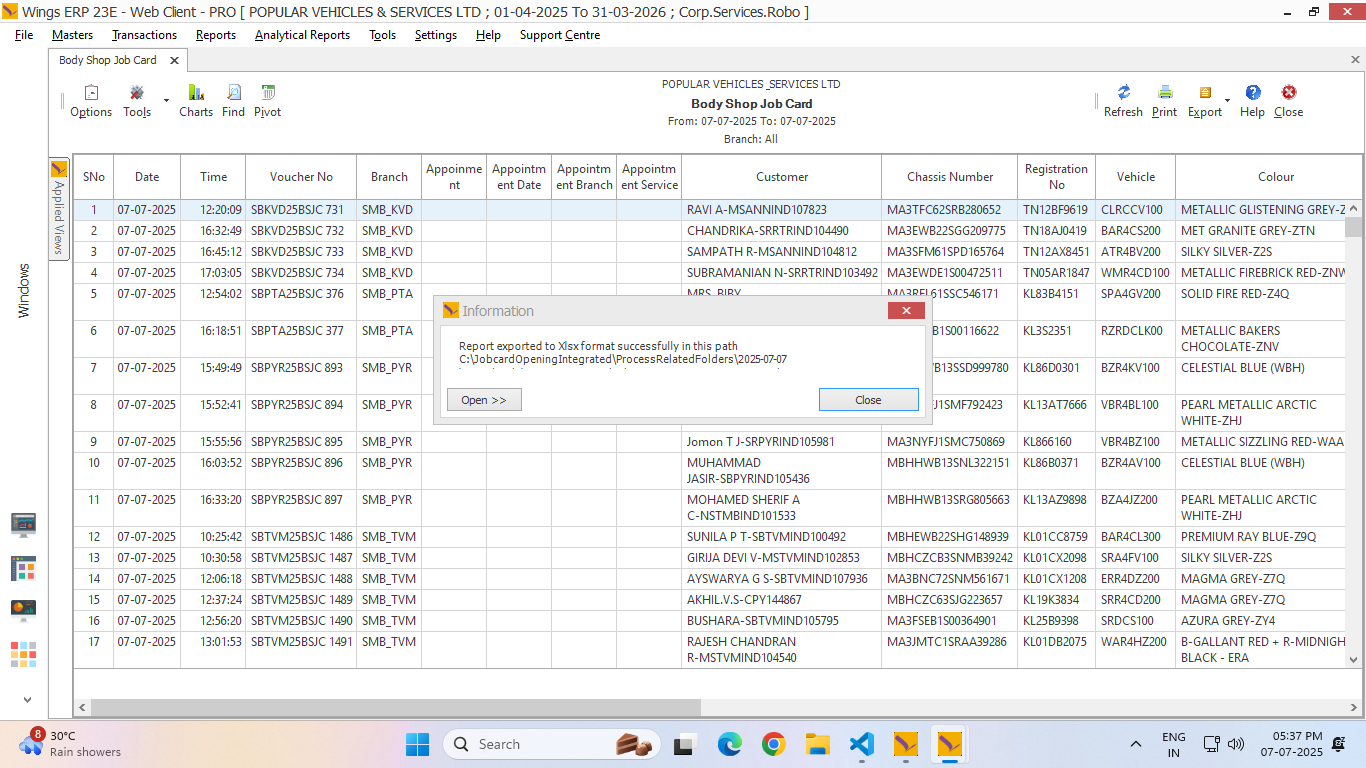 Wings ERP 23E - Web Client - PRO [ POPULAR VEHICLES & SERVICES LTD ; 01-04-2025 To 31-03-2026 ; Corp.Services.Robo ]
File Masters Transactions Reports Analytical Reports Tools Settings Help Support Centre
Body Shop Job Card
Options Tools Charts Find Pivot
POPULAR VEHICLES_SERVICES LTD
Body Shop Job Card
From: 07-07-2025 To: 07-07-2025
Branch: All
Refresh Print Export Help Close
Windows
Applied Views
SNo Date Time Voucher No Branch Appoinment Appointment Date Appointment Branch Appointment Service Customer Chassis Number Registration No Vehicle Colour
1 07-07-2025 12:20:09 SBKVD25BSJC 731 SMB_KVD RAVI A-MSANNIND107823 MA3TFC62SRB280652 TN12BF9619 CLRCCV100 METALLIC GLISTENING GREY-Z
2 07-07-2025 16:32:49 SBKVD25BSJC 732 SMB_KVD CHANDRIKA-SRRTRIND104490 MA3EWB22SGG209775 TN18AJ0419 BAR4CS200 MET GRANITE GREY-ZTN
3 07-07-2025 16:45:12 SBKVD25BSJC 733 SMB_KVD SAMPATH R-MSANNIND104812 MA3SFM61SPD165764 TN12AX8451 ATR4BV200 SILKY SILVER-Z2S
4 07-07-2025 17:03:05 SBKVD25BSJC 734 SMB_KVD SUBRAMANIAN N-SRRTRIND103492 MA3EWDE1S00472511 TN05AR1847 WMR4CD100 METALLIC FIREBRICK RED-ZNW
5 07-07-2025 12:54:02 SBPTA25BSJC 376 SMB_PTA MRS. BIBY MA3RFL61SSC546171 KL83B4151 SPA4GV200 SOLID FIRE RED-Z4Q
6 07-07-2025 16:18:51 SBPTA25BSJC 377 SMB_PTA B1S00116622 KL3S2351 RZRDCLK00 METALLIC BAKERS
CHOCOLATE-ZNV
7 07-07-2025 15:49:49 SBPYR25BSJC 893 SMB_PYR WB13SSD999780 KL86D0301 BZR4KV100 CELESTIAL BLUE (WBH)
8 07-07-2025 15:52:41 SBPYR25BSJC 894 SMB_PYR J1SMF792423 KL13AT7666 VBR4BL100 PEARL METALLIC ARCTIC
WHITE-ZHJ
9 07-07-2025 15:55:56 SBPYR25BSJC 895 SMB_PYR Jomon T J-SRPYRIND105981 MA3NYFJ1SMC750869 KL866160 VBR4BZ100 METALLIC SIZZLING RED-WAA
10 07-07-2025 16:03:52 SBPYR25BSJC 896 SMB_PYR MUHAMMAD MBHHWB13SNL322151 KL86B0371 BZR4AV100 CELESTIAL BLUE (WBH)
JASIR-SBPYRIND105436
11 07-07-2025 16:33:20 SBPYR25BSJC 897 SMB_PYR MOHAMED SHERIF A MBHHWB13SRG805663 KL13AZ9898 BZA4JZ200 PEARL METALLIC ARCTIC
C-NSTMBIND101533 WHITE-ZHJ
12 07-07-2025 10:25:42 SBTVM25BSJC 1486 SMB_TVM SUNILA P T-SBTVMIND100492 MBHEWB22SHG148939 KL01CC8759 BAR4CL300 PREMIUM RAY BLUE-Z9Q
13 07-07-2025 10:30:58 SBTVM25BSJC 1487 SMB_TVM GIRIJA DEVI V-MSTVMIND102853 MBHCZCB3SNMB39242 KL01CX2098 SRA4FV100 SILKY SILVER-Z2S
14 07-07-2025 12:06:18 SBTVM25BSJC 1488 SMB_TVM AYSWARYA G S-SBTVMIND107936 MA3BNC72SNM561671 KL01CX1208 ERR4DZ200 MAGMA GREY-Z7Q
15 07-07-2025 12:37:24 SBTVM25BSJC 1489 SMB_TVM AKHIL.V.S-CPY144867 MBHCZC63SJG223657 KL19K3834 SRR4CD200 MAGMA GREY-Z7Q
16 07-07-2025 12:56:20 SBTVM25BSJC 1490 SMB_TVM BUSHARA-SBTVMIND105795 MA3FSEB1S00364901 KL25B9398 SRDCS100 AZURA GREY-ZY4
17 07-07-2025 13:01:53 SBTVM25BSJC 1491 SMB_TVM RAJESH CHANDRAN MA3JMTC1SRAA39286 KL01DB2075 WAR4HZ200 B-GALLANT RED + R-MIDNIGH
R-MSTVMIND104540 BLACK - ERA
Information
Report exported to Xlsx format successfully in this path
C:\JobcardOpeningIntegrated\ProcessRelatedFolders\2025-07-07
Open >> Close
8
30°C
Rain showers
Search
ENG
IN
05:37 PM
07-07-2025